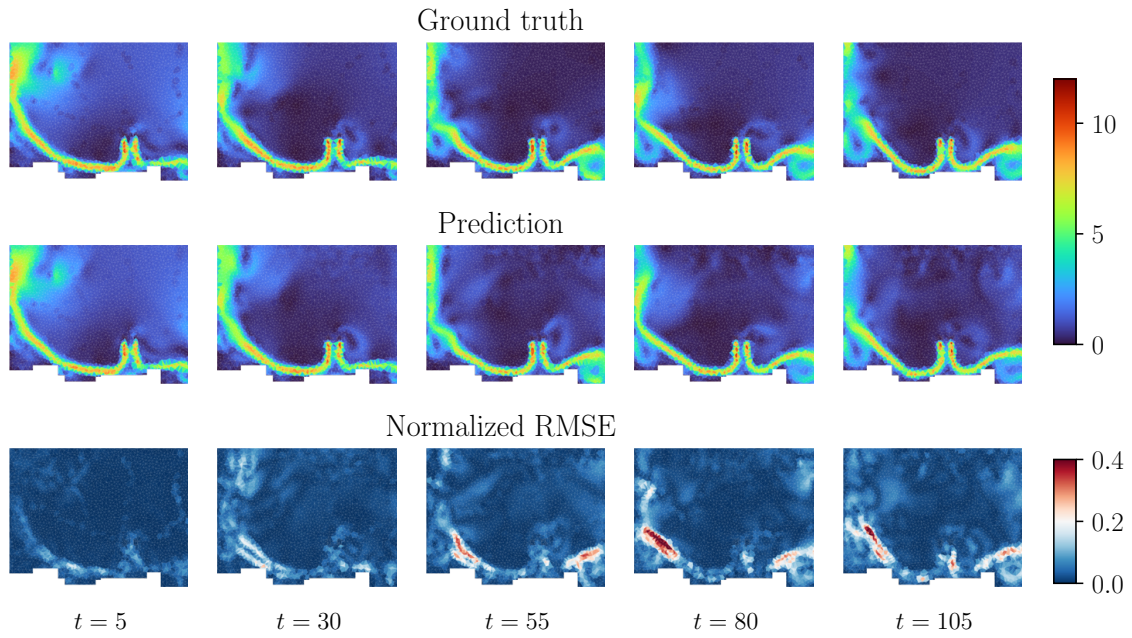 Ground truth
10
5
0
Prediction
Normalized RMSE
0.4
0.2
0.0
t = 5
t = 30
t = 55
t = 80
t = 105